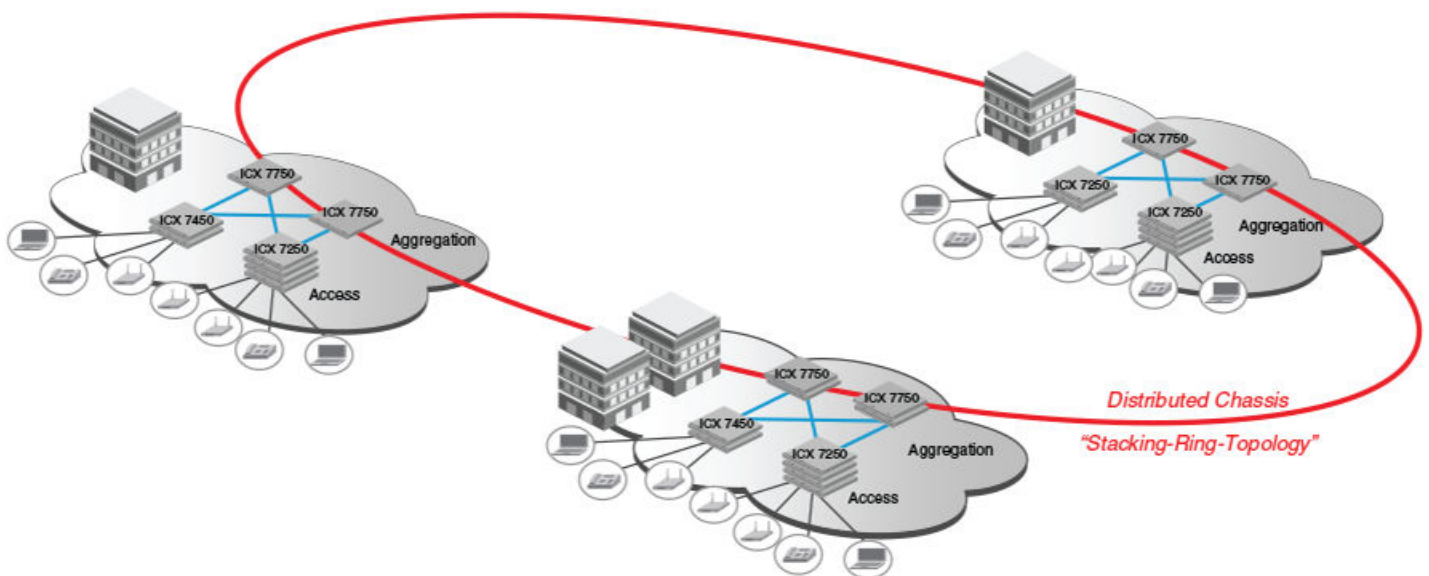 ICX 7750
ICX 7750
ICX 7450
ICX 7250
Aggregation
Access
ICX 7750
ICX 7750
ICX 7250
ICX 7250
Aggregation
Access
ICX 7750
ICX 7750
ICX 7450
ICX 7250
Aggregation
Access
Distributed Chassis
“Stacking-Ring-Topology”